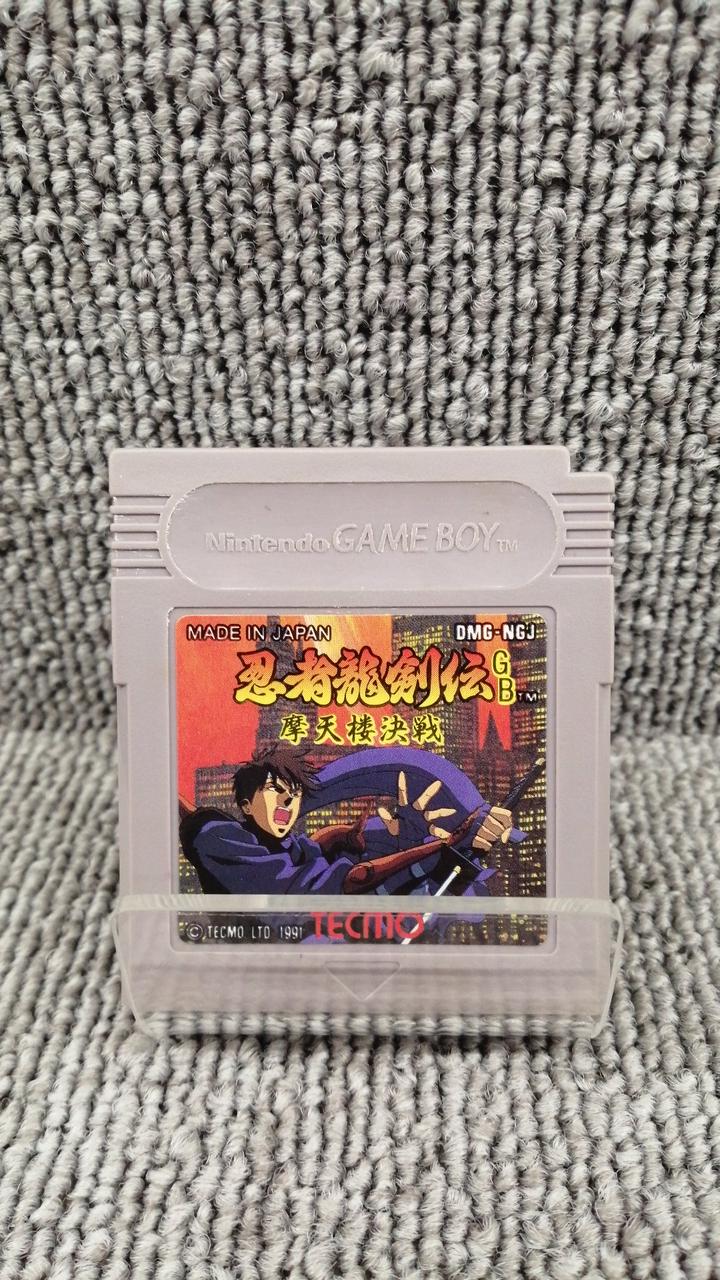 Nintendo GAME BOY™
MADE IN JAPAN DMG-NGJ
忍者龍剣伝GB™
摩天楼決戦
©TECMO LTD 1991 TECMO